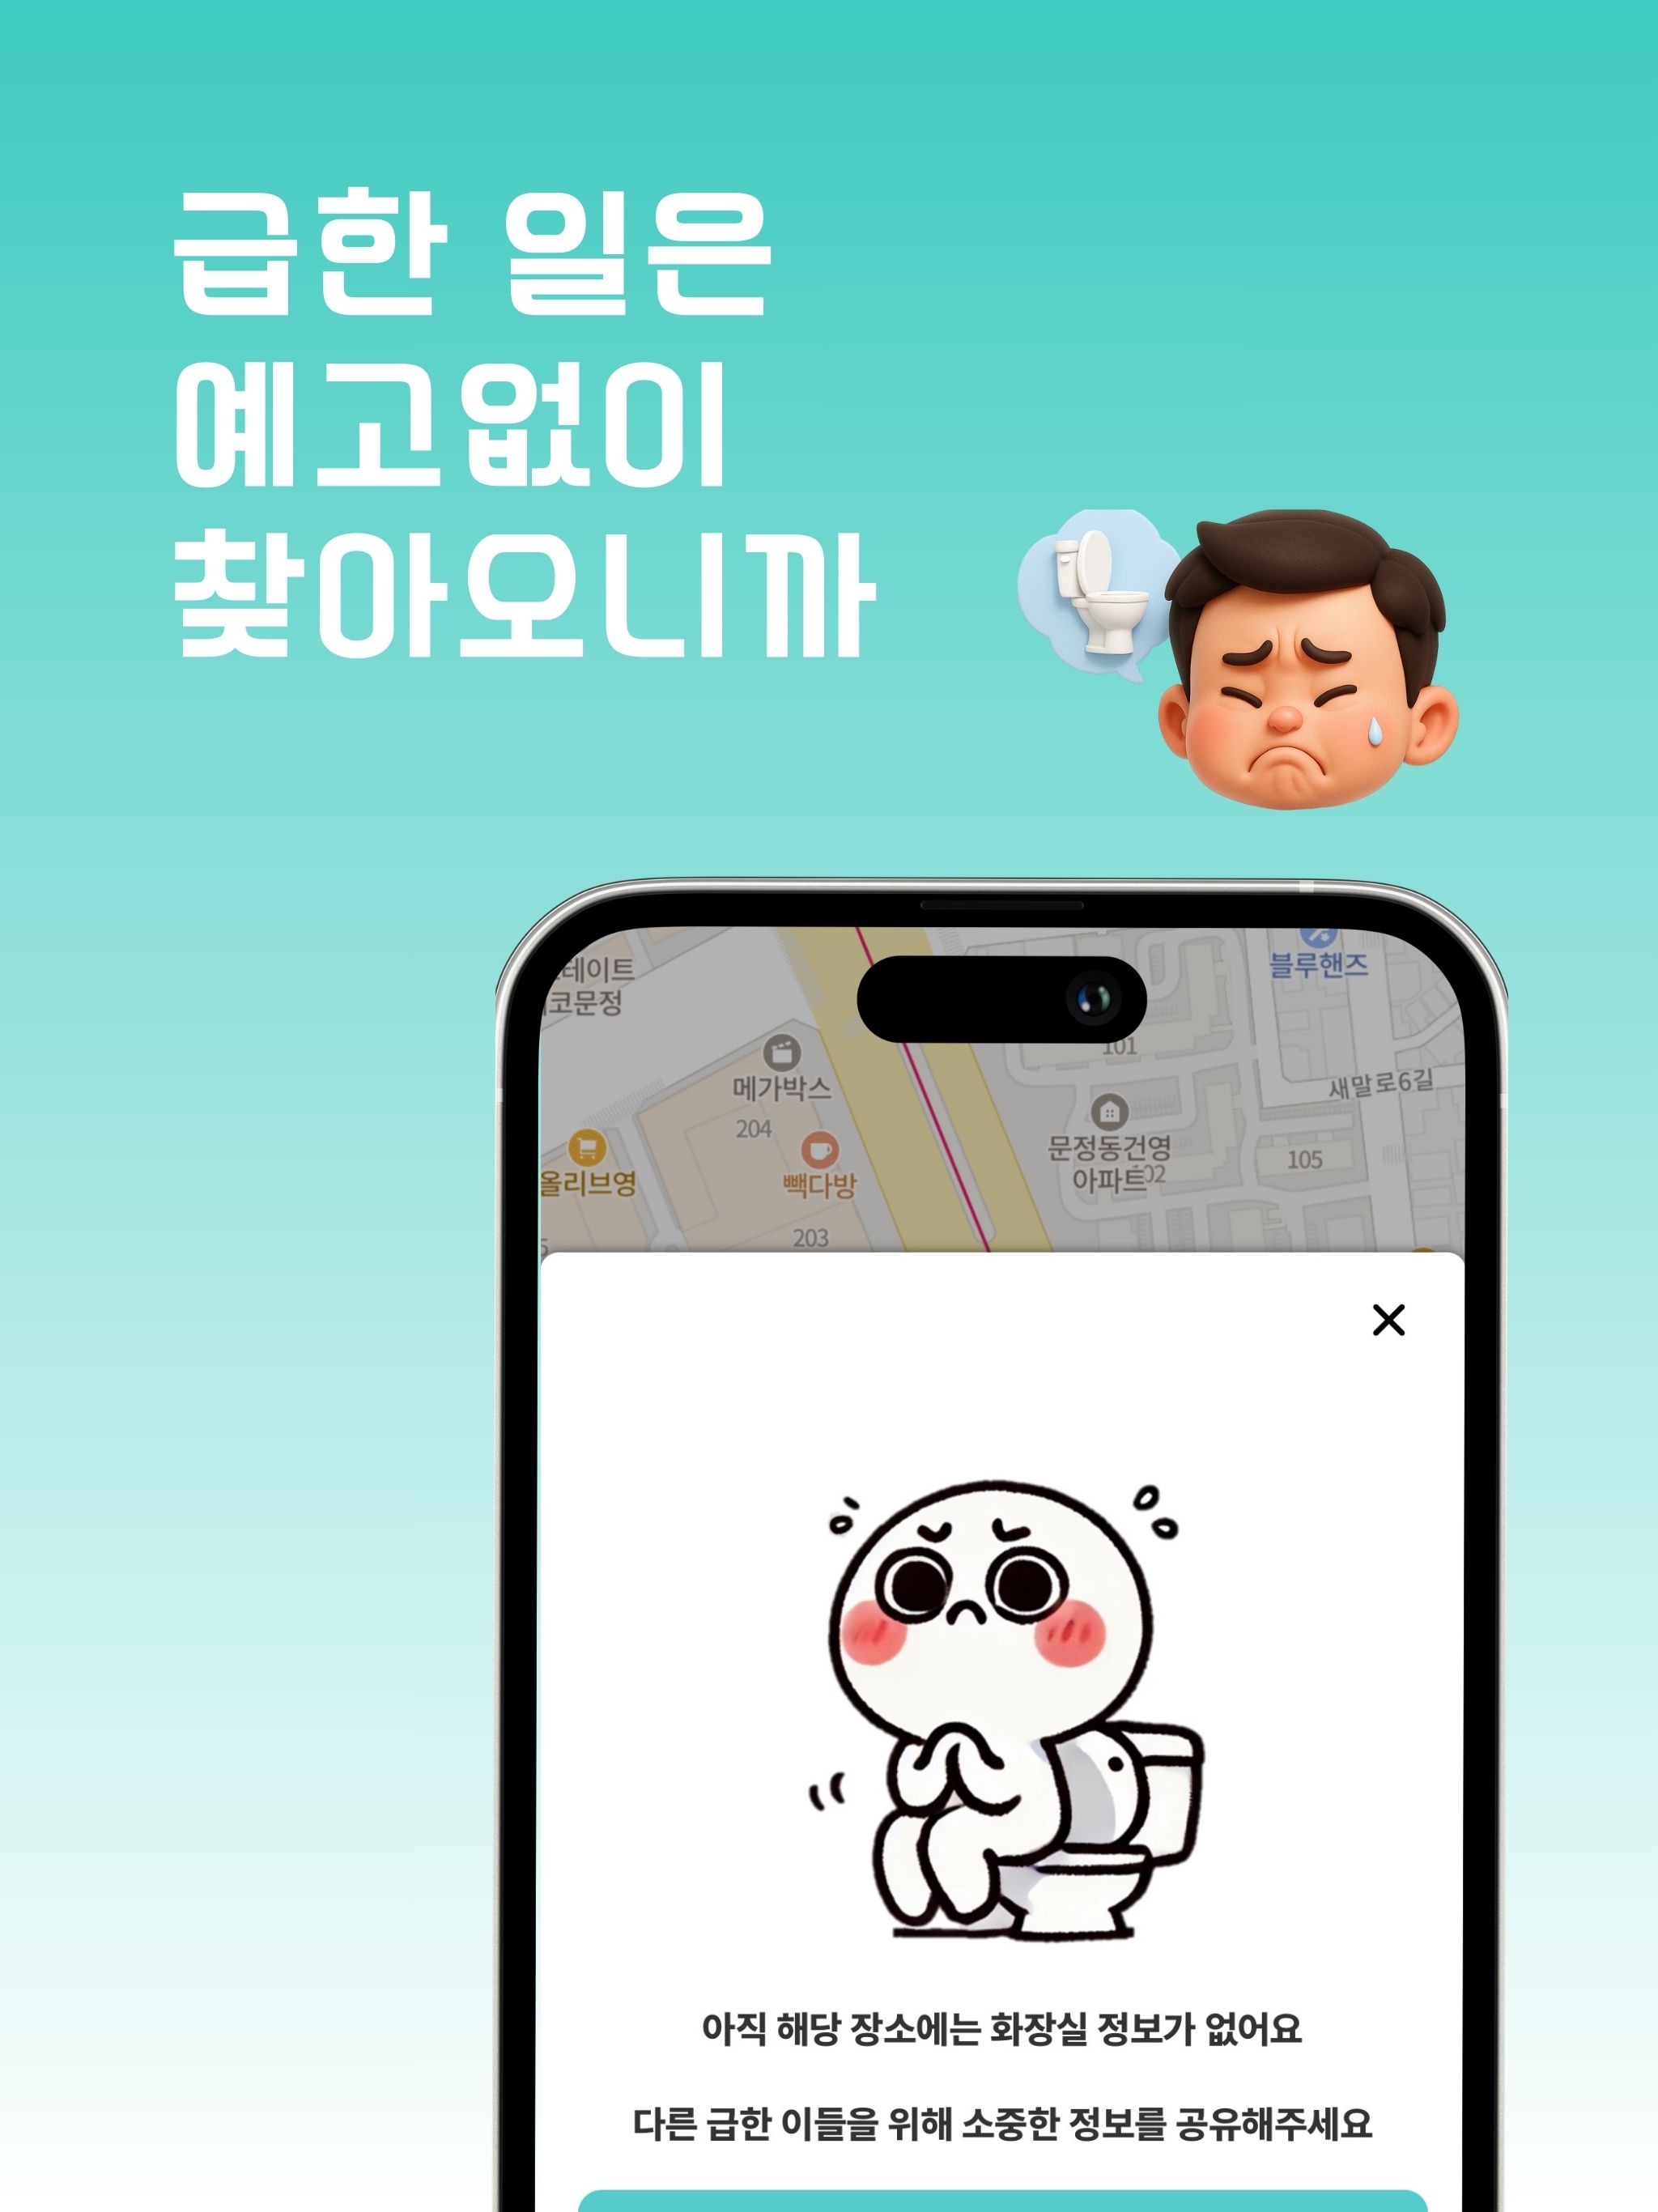 급한 일은
예고없이
찾아오니까
블루핸즈
코문정
101
메가박스
새말로6길
204
문정동건영
아파트
102
105
올리브영
빽다방
203
아직 해당 장소에는 화장실 정보가 없어요
다른 급한 이들을 위해 소중한 정보를 공유해주세요